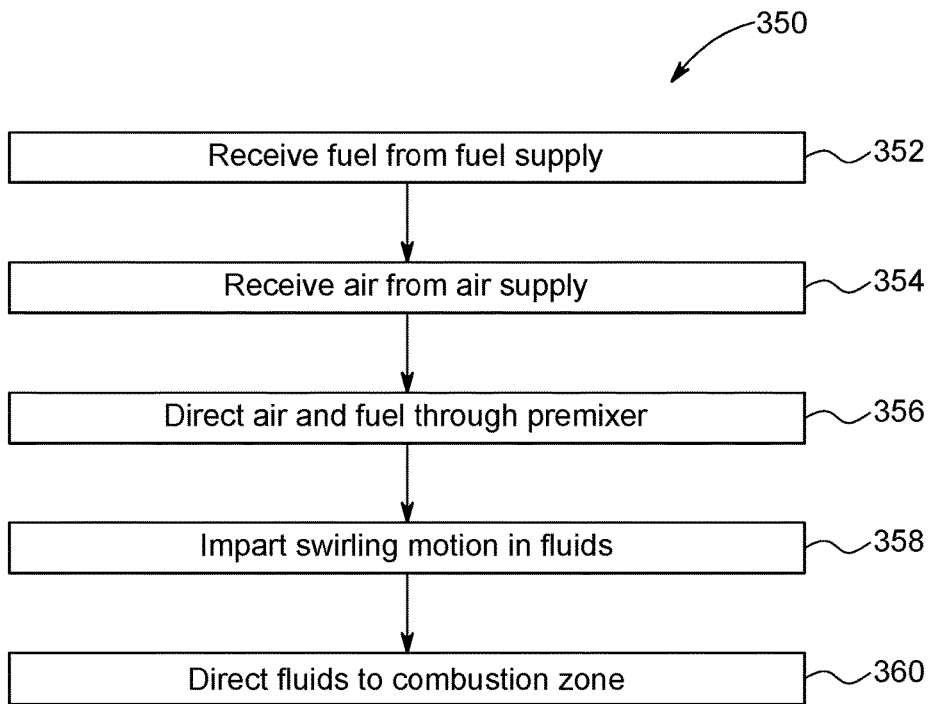 350
Receive fuel from fuel supply 352
Receive air from air supply 354
Direct air and fuel through premixer 356
Impart swirling motion in fluids 358
Direct fluids to combustion zone 360